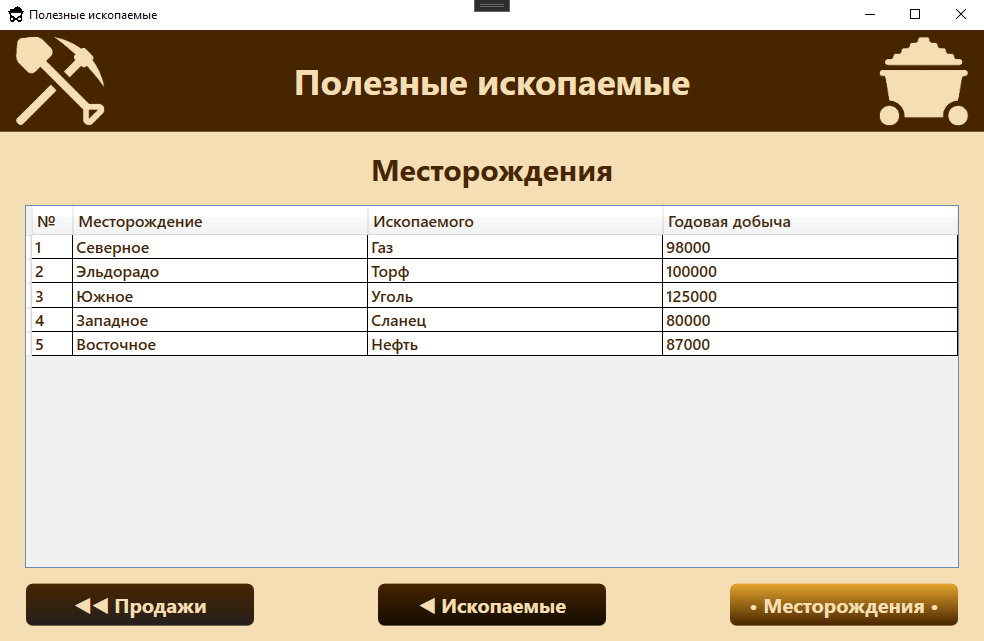 Полезные ископаемые
Полезные ископаемые
Месторождения
№ Месторождение Ископаемого Годовая добыча
1 Северное Газ 98000
2 Эльдорадо Торф 100000
3 Южное Уголь 125000
4 Западное Сланец 80000
5 Восточное Нефть 87000
◀◀ Продажи ◀ Ископаемые • Месторождения •